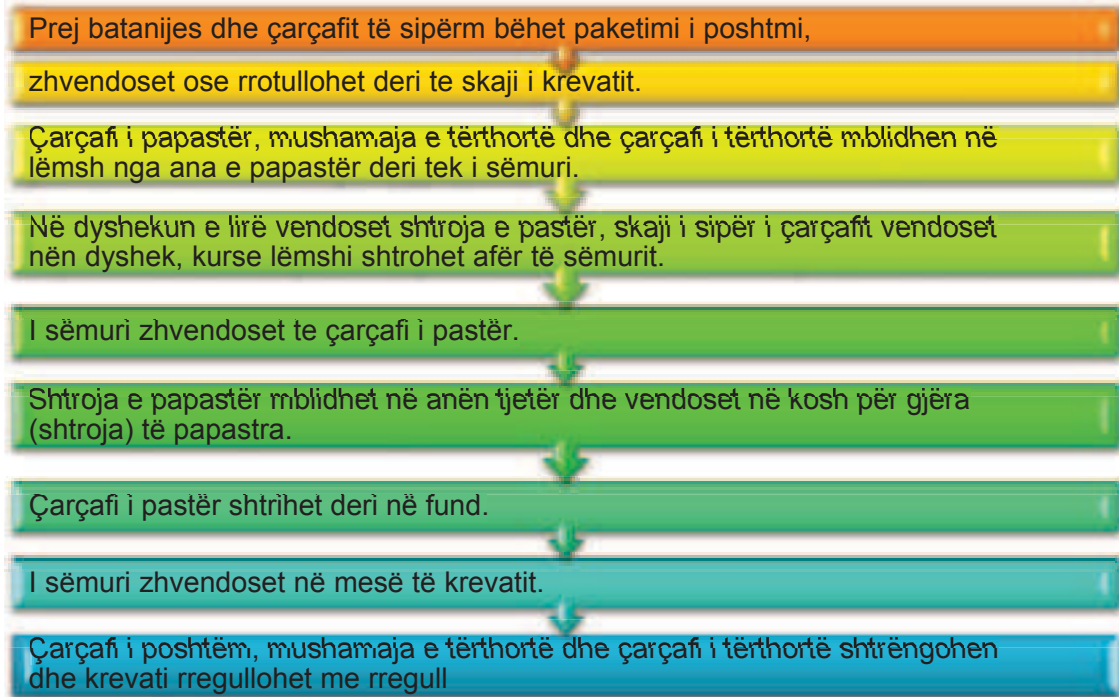 Prej batanijes dhe çarçafit të sipërm bëhet paketimi i poshtmi,
zhvendoset ose rrotullohet deri te skaji i krevatit.
Çarçafi i papastër, mushamaja e tërthortë dhe çarçafi i tërthortë mblidhen në
lëmsh nga ana e papastër deri tek i sëmuri.
Në dyshekun e lirë vendoset shtroja e pastër, skaji i sipër i çarçafit vendoset
nën dyshek, kurse lëmshi shtrohet afër të sëmurit.
I sëmuri zhvendoset te çarçafi i pastër.
Shtroja e papastër mblidhet në anën tjetër dhe vendoset në kosh për gjëra
(shtroja) të papastra.
Çarçafi i pastër shtrihet deri në fund.
I sëmuri zhvendoset në mesë të krevatit.
Çarçafi i poshtëm, mushamaja e tërthortë dhe çarçafi i tërthortë shtrëngohen
dhe krevati rregullohet me rregull